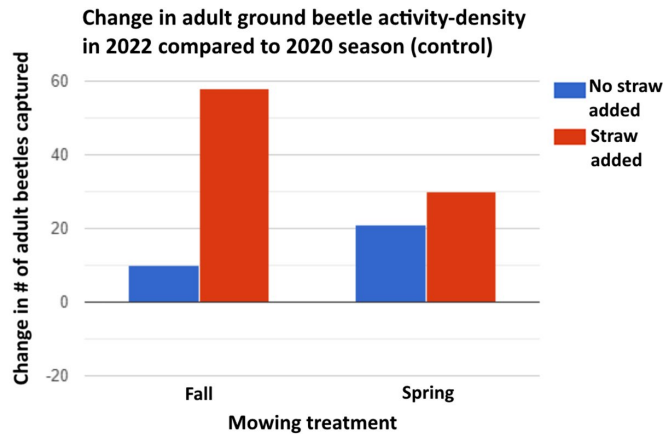 Change in adult ground beetle activity-density
in 2022 compared to 2020 season (control)
Change in # of adult beetles captured
60
40
20
0
-20
Fall
Spring
Mowing treatment
No straw
added
Straw
added